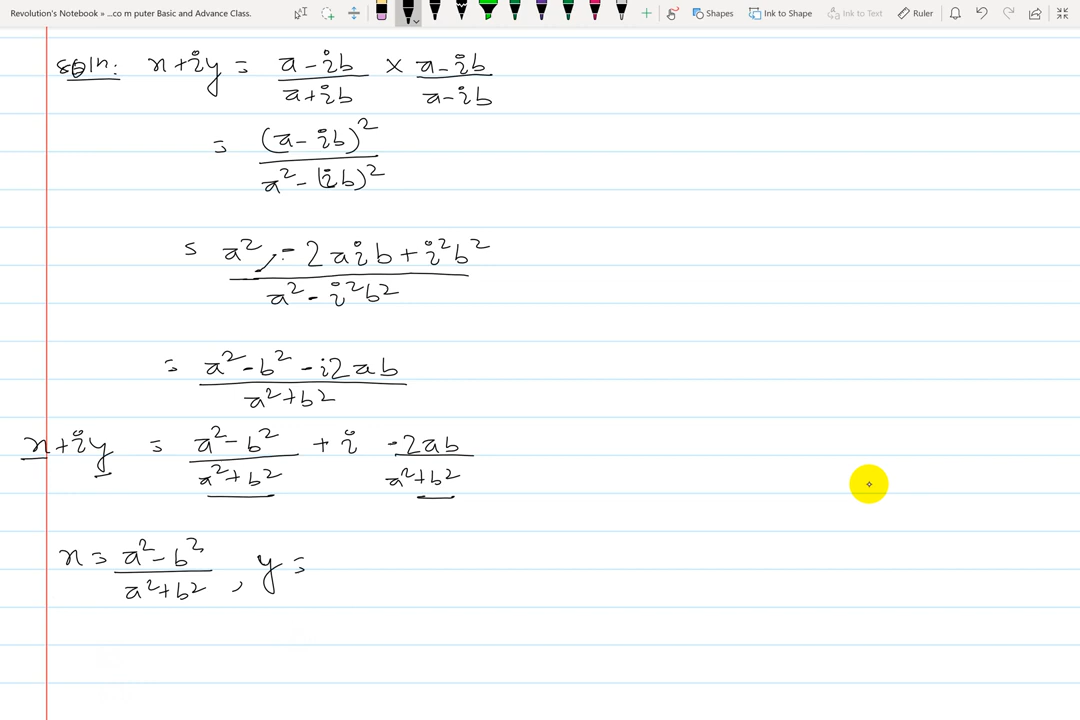 Revolution's Notebook » ...co m puter Basic and Advance Class.
Shapes Ink to Shape Ink to Text Ruler
soln: x+iy = a-ib/a+ib × a-ib/a-ib
= (a-ib)²/a²-(ib)²
= a² - 2aib + i²b²/a² - i²b²
= a²-b²-i2ab/a²+b²
x+iy = a²-b²/a²+b² + i -2ab/a²+b²
x = a²-b²/a²+b² , y =